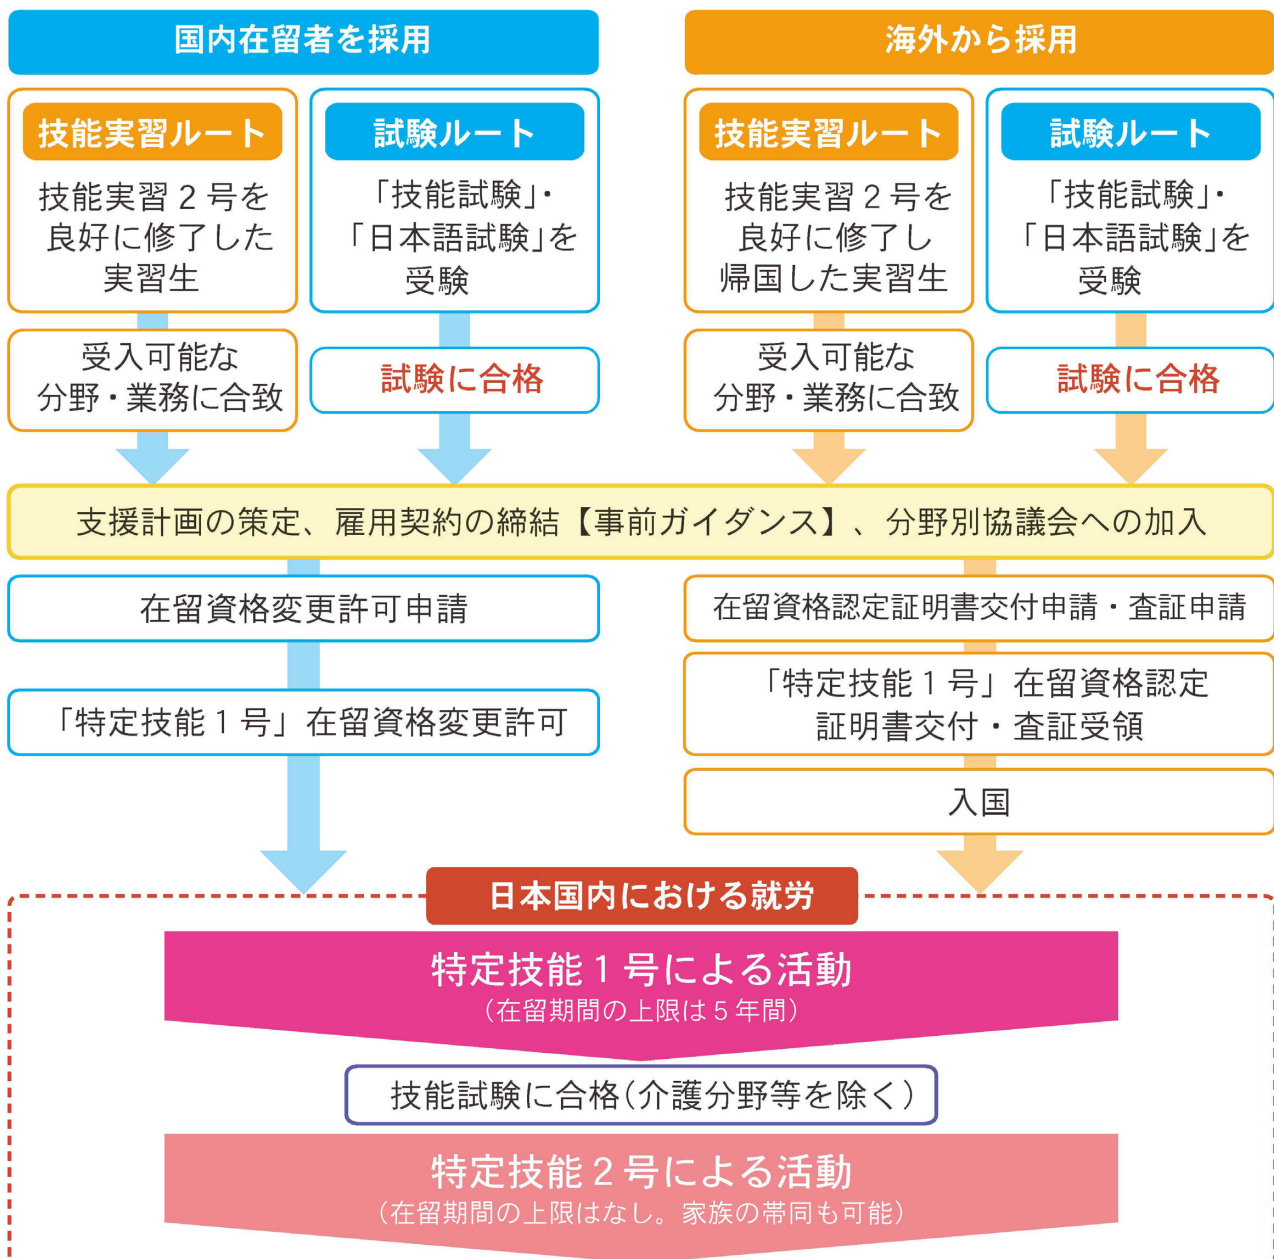 国内在留者を採用
技能実習ルート
技能実習2号を
良好に修了した
実習生
受入可能な
分野・業務に合致
試験ルート
「技能試験」・
「日本語試験」を
受験
試験に合格
海外から採用
技能実習ルート
技能実習2号を
良好に修了し
帰国した実習生
受入可能な
分野・業務に合致
試験ルート
「技能試験」・
「日本語試験」を
受験
試験に合格
支援計画の策定、雇用契約の締結【事前ガイダンス】、分野別協議会への加入
在留資格変更許可申請
「特定技能1号」在留資格変更許可
在留資格認定証明書交付申請・査証申請
「特定技能1号」在留資格認定
証明書交付・査証受領
入国
日本国内における就労
特定技能1号による活動
（在留期間の上限は5年間）
技能試験に合格（介護分野等を除く）
特定技能2号による活動
（在留期間の上限はなし。家族の帯同も可能）